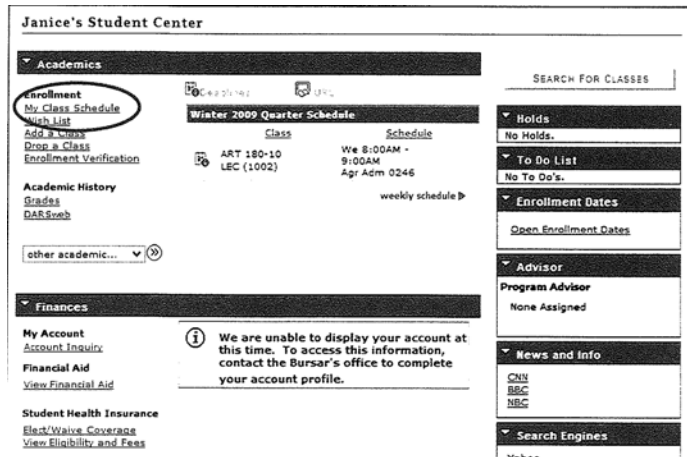 Janice's Student Center
Academics
Enrollment
My Class Schedule
Wish List
Add a Class
Drop a Class
Enrollment Verification
Academic History
Grades
DARSweb
other academic...
Deadlines
URL
Winter 2009 Quarter Schedule
Class Schedule
ART 180-10
LEC (1002)
We 8:00AM -
9:00AM
Agr Adm 0246
weekly schedule
Finances
My Account
Account Inquiry
Financial Aid
View Financial Aid
Student Health Insurance
Elect/Waive Coverage
View Eligibility and Fees
We are unable to display your account at
this time. To access this information,
contact the Bursar's office to complete
your account profile.
SEARCH FOR CLASSES
Holds
No Holds.
To Do List
No To Do's.
Enrollment Dates
Open Enrollment Dates
Advisor
Program Advisor
None Assigned
News and Info
CNN
BBC
NBC
Search Engines